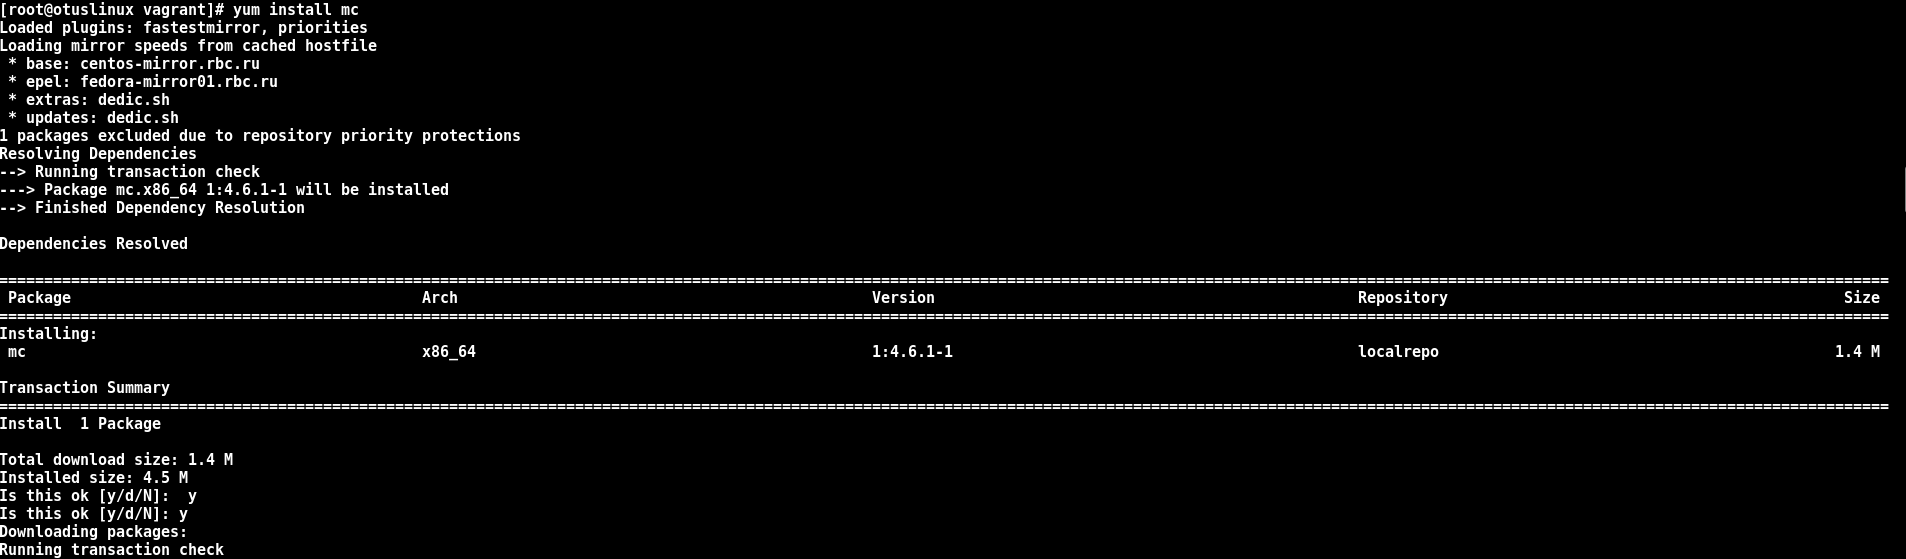 [root@otuslinux vagrant]# yum install mc
Loaded plugins: fastestmirror, priorities
Loading mirror speeds from cached hostfile
 * base: centos-mirror.rbc.ru
 * epel: fedora-mirror01.rbc.ru
 * extras: dedic.sh
 * updates: dedic.sh
1 packages excluded due to repository priority protections
Resolving Dependencies
--> Running transaction check
---> Package mc.x86_64 1:4.6.1-1 will be installed
--> Finished Dependency Resolution

Dependencies Resolved

================================================================================
 Package Arch Version Repository Size
================================================================================
Installing:
 mc x86_64 1:4.6.1-1 localrepo 1.4 M

Transaction Summary
================================================================================
Install  1 Package

Total download size: 1.4 M
Installed size: 4.5 M
Is this ok [y/d/N]:  y
Is this ok [y/d/N]: y
Downloading packages:
Running transaction check